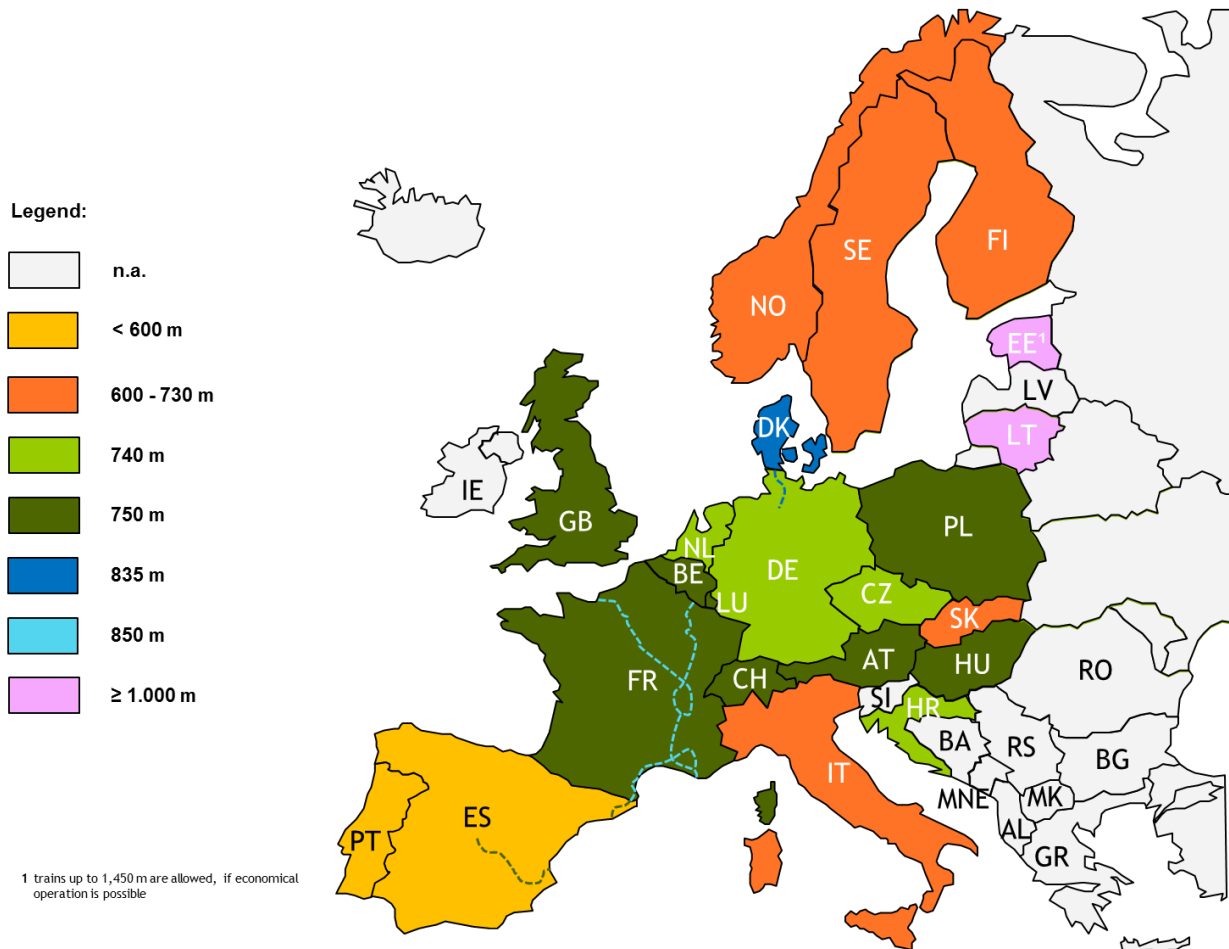 Legend:
n.a.
< 600 m
600 - 730 m
740 m
750 m
835 m
850 m
≥ 1.000 m
FI
SE
NO
EE¹
LV
DK
LT
IE
GB
PL
NL
BE
DE
LU
CZ
SK
AT
HU
FR
CH
RO
SI
HR
BA
RS
BG
IT
MNE
MK
ES
PT
AL
GR
1 trains up to 1,450 m are allowed, if economical
operation is possible